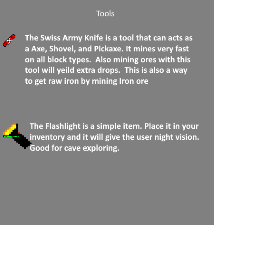 Tools
The Swiss Army Knife is a tool that can acts as
a Axe, Shovel, and Pickaxe. It mines very fast
on all block types.  Also mining ores with this
tool will yeild extra drops.  This is also a way
to get raw iron by mining Iron ore
The Flashlight is a simple item. Place it in your
inventory and it will give the user night vision.
Good for cave exploring.